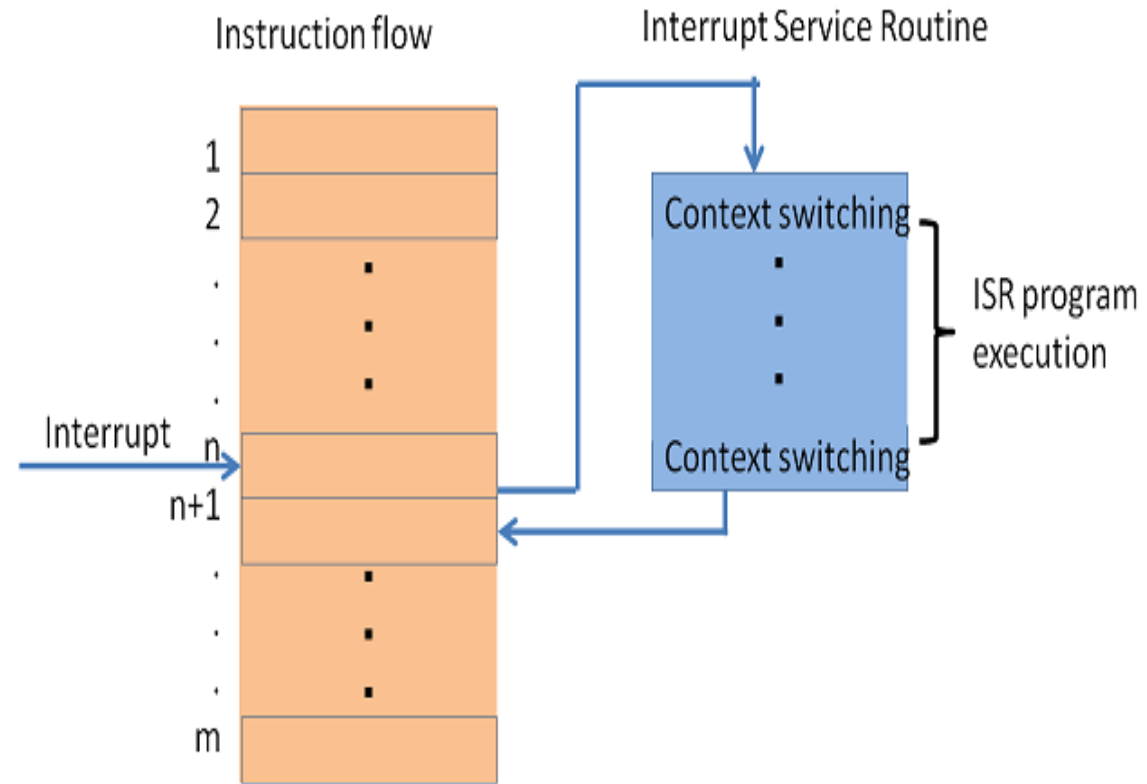 Instruction flow
Interrupt Service Routine
1
2
.
.
.
Interrupt
n
n+1
.
.
.
m
Context switching
.
.
.
Context switching
ISR program
execution